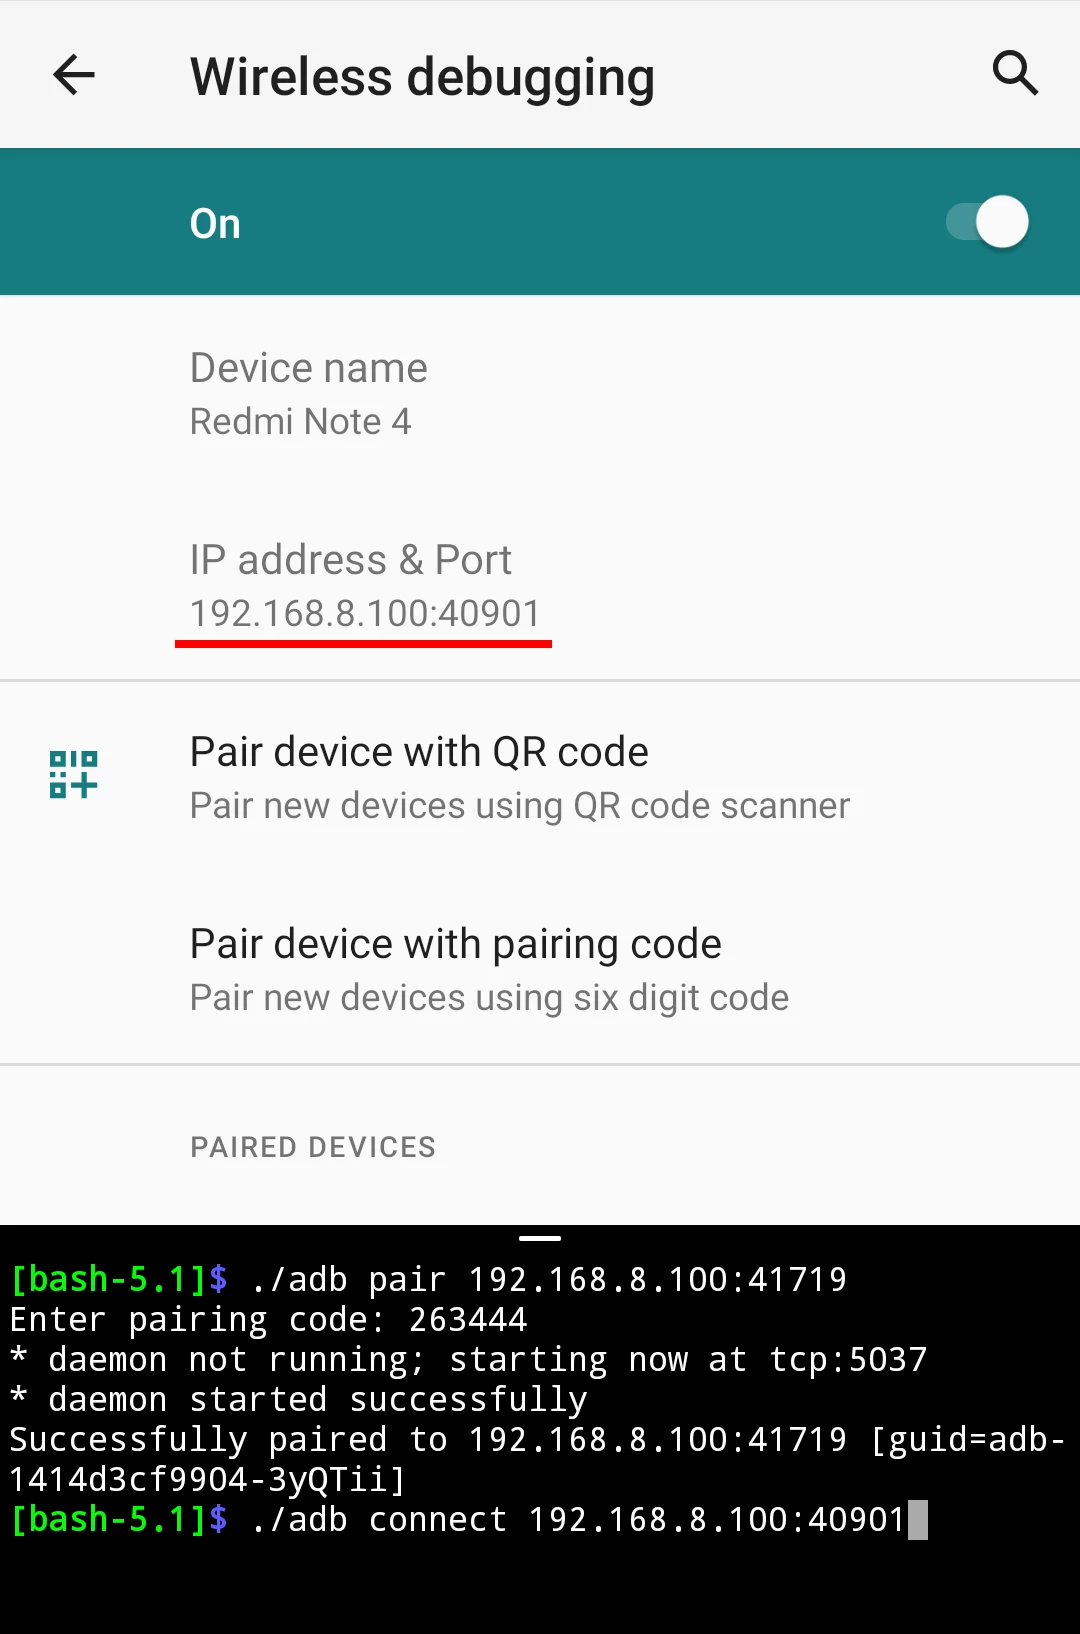 Wireless debugging
On
Device name
Redmi Note 4
IP address & Port
192.168.8.100:40901
Pair device with QR code
Pair new devices using QR code scanner
Pair device with pairing code
Pair new devices using six digit code
PAIRED DEVICES
[bash-5.1]$ ./adb pair 192.168.8.100:41719
Enter pairing code: 263444
* daemon not running; starting now at tcp:5037
* daemon started successfully
Successfully paired to 192.168.8.100:41719 [guid=adb-
1414d3cf9904-3yQTii]
[bash-5.1]$ ./adb connect 192.168.8.100:40901